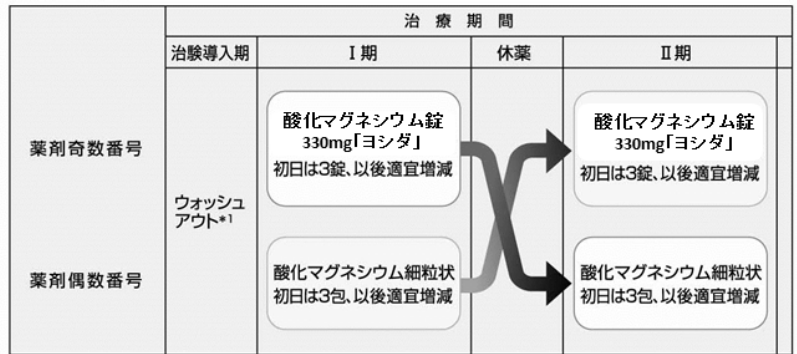 治療期間
治験導入期
Ⅰ期
休薬
Ⅱ期
薬剤奇数番号
ウォッシュ
アウト*1
酸化マグネシウム錠
330mg「ヨシダ」
初日は3錠、以後適宜増減
酸化マグネシウム錠
330mg「ヨシダ」
初日は3錠、以後適宜増減
薬剤偶数番号
酸化マグネシウム細粒状
初日は3包、以後適宜増減
酸化マグネシウム細粒状
初日は3包、以後適宜増減